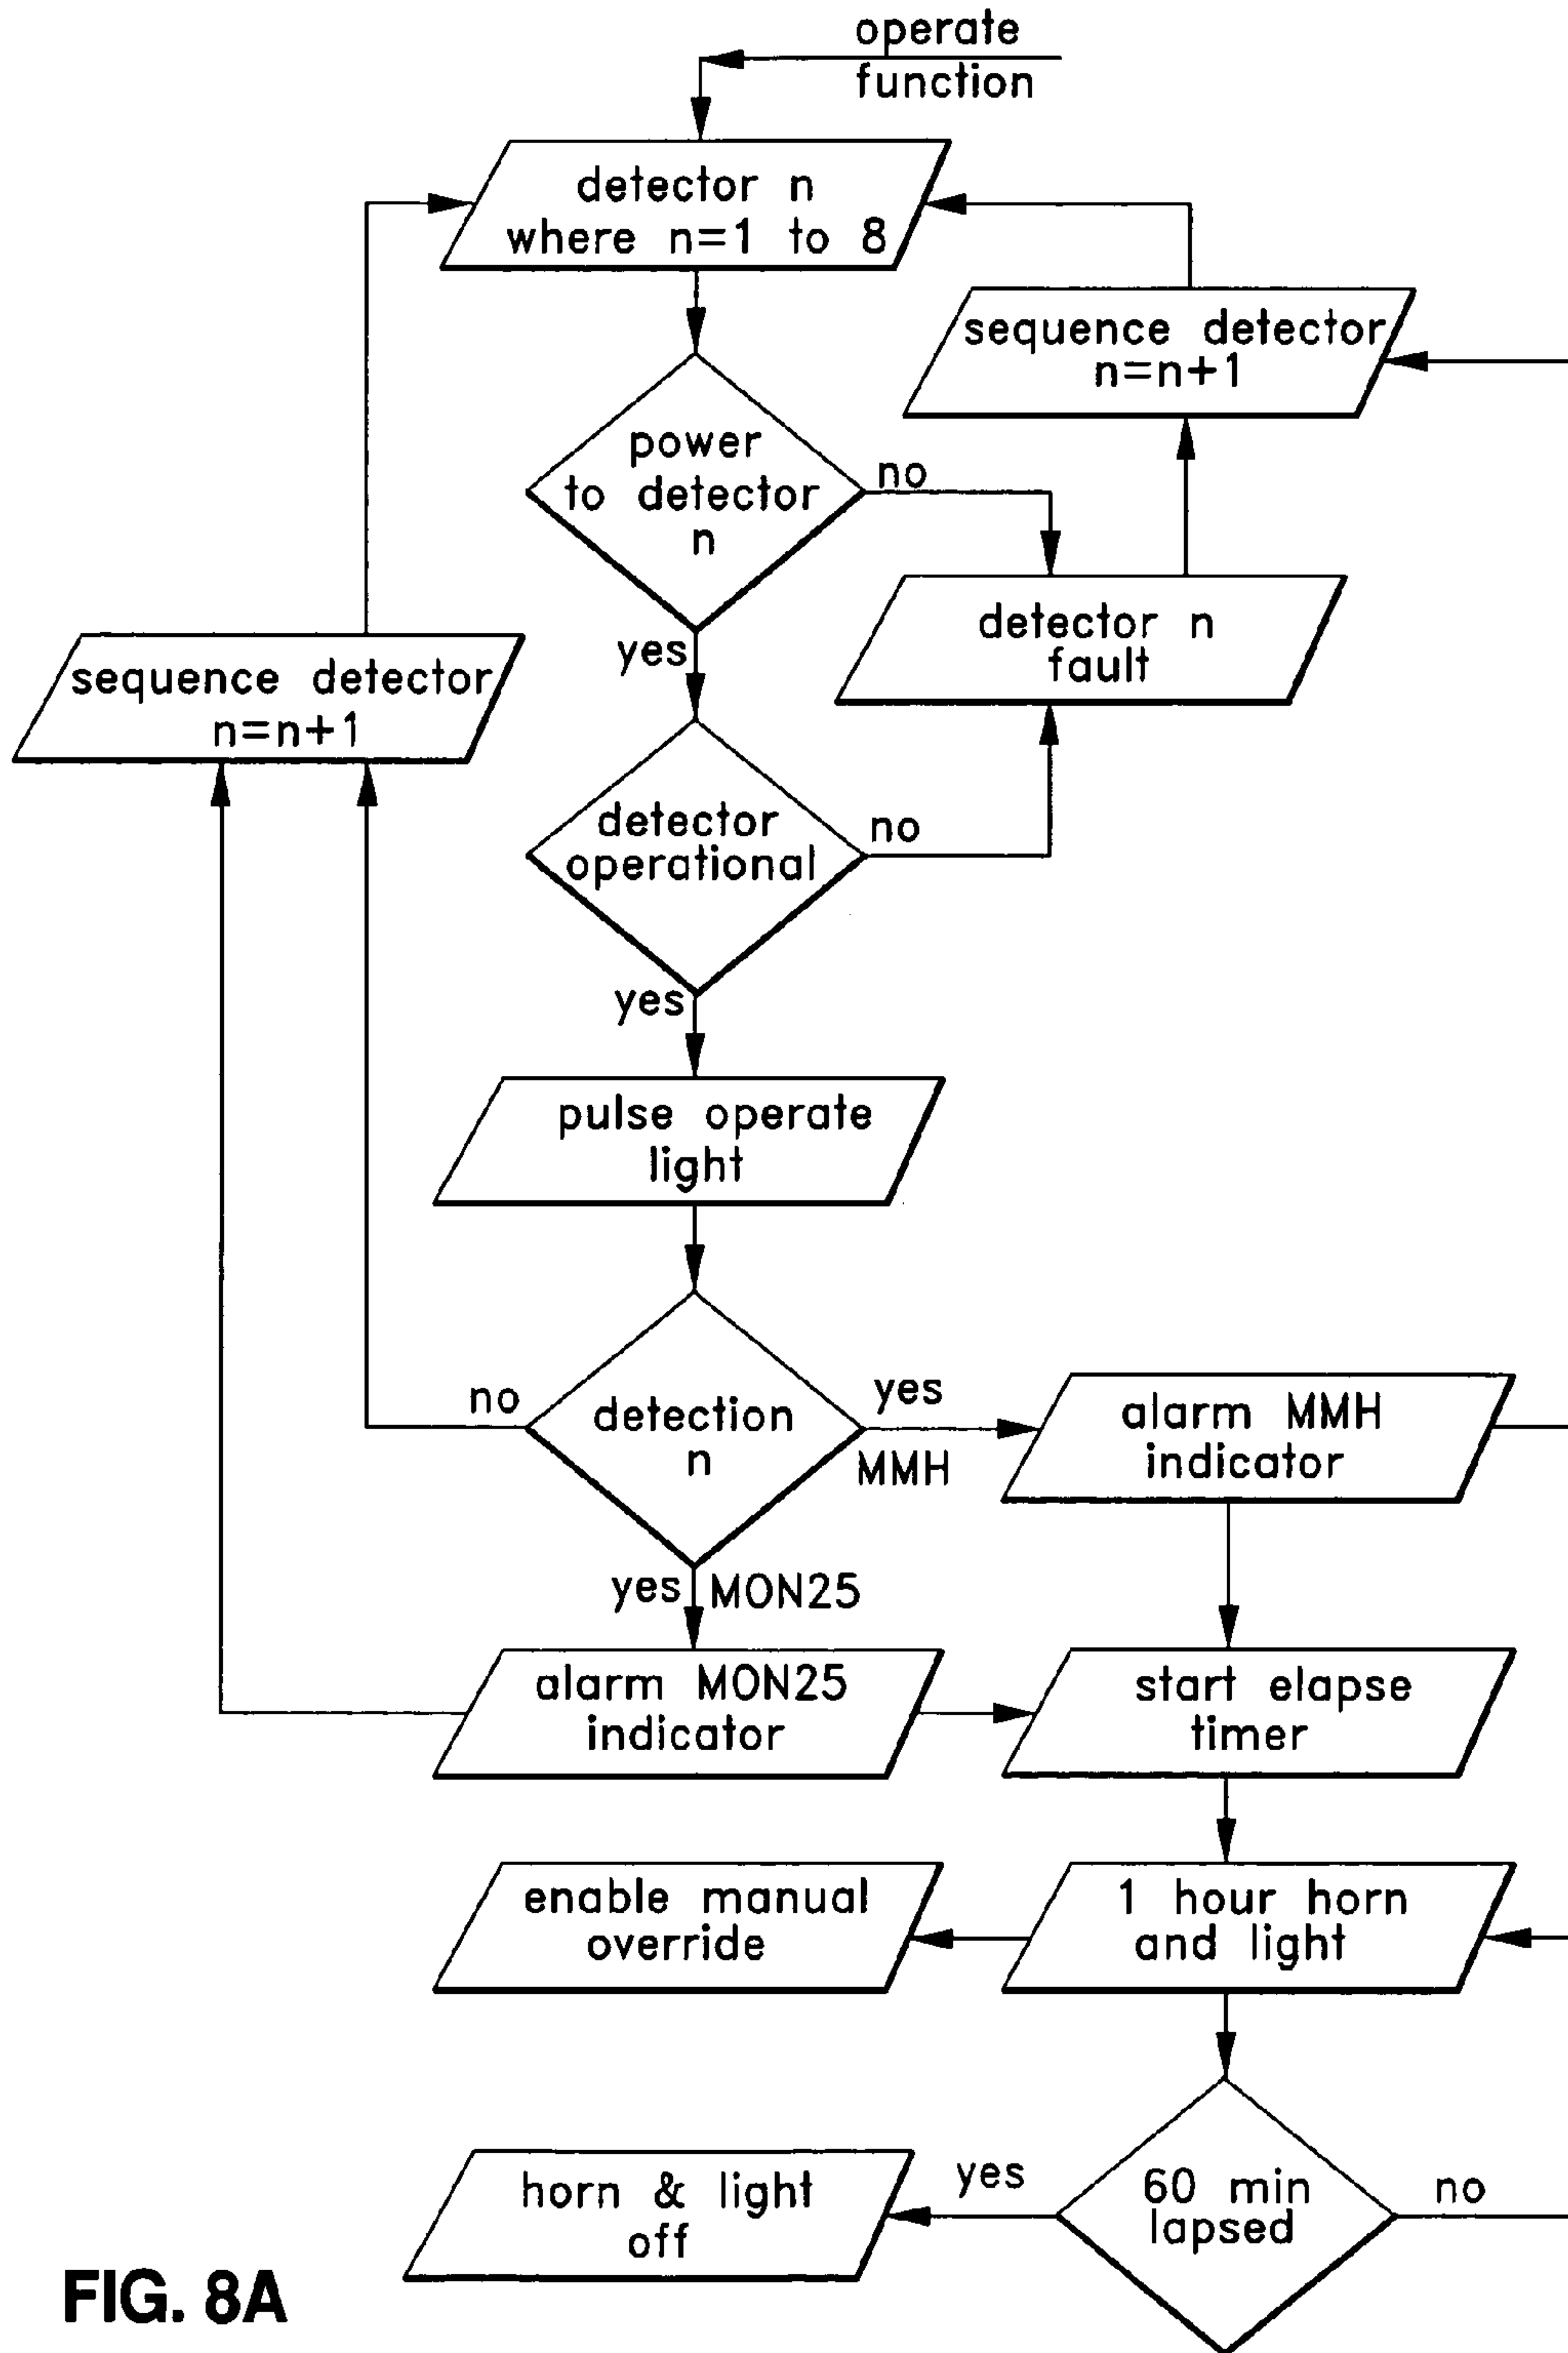 operate
function
detector n
where n=1 to 8
sequence detector
n=n+1
power
to detector
n
no
detector n
fault
yes
sequence detector
n=n+1
detector
operational
no
yes
pulse operate
light
no
detection
n
yes
MMH
alarm MMH
indicator
yes
MON25
alarm MON25
indicator
start elapse
timer
enable manual
override
1 hour horn
and light
horn & light
off
yes
60 min
lapsed
no
FIG. 8A